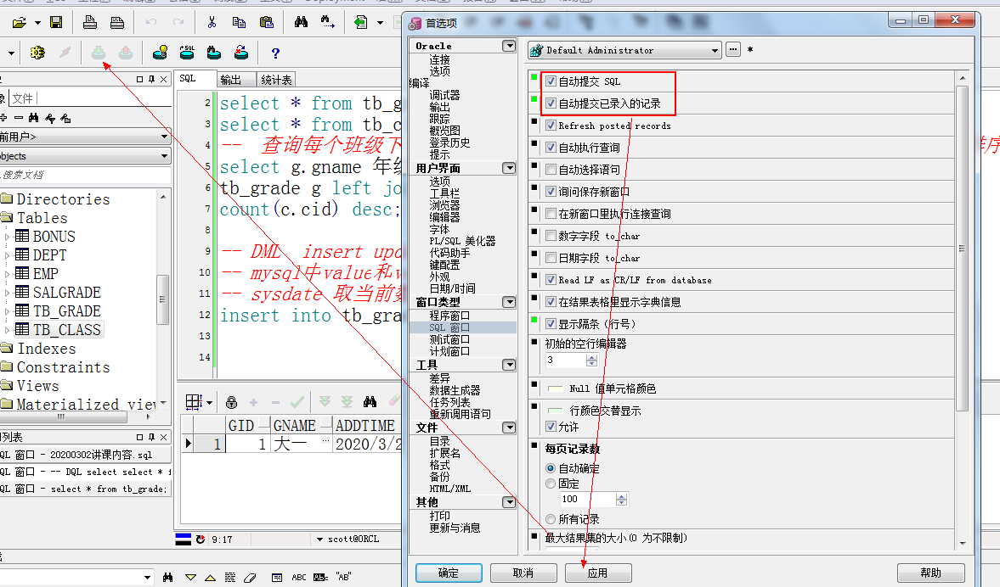 首选项
SQL
输出
统计表
文件
前用户>
搜索文档
Directories
Tables
BONUS
DEPT
EMP
SALGRADE
TB_GRADE
TB_CLASS
Indexes
Constraints
Views
列表
QL 窗口 - 20200302讲课内容.sql
QL 窗口 - -- DQL select select * f
QL 窗口 - select * from tb_grade;
2 select * from tb_g
3 select * from tb_c
4 -- 查询每个班级下
5 select g.gname 年级
6 tb_grade g left jo
7 count(c.cid) desc;
8
9 -- DML insert upd
10 -- mysql中value和v
11 -- sysdate 取当前数
12 insert into tb_gra
13
14
GID GNAME ADDTIME
1 1 大一 2020/3/2
9:17 scott@ORCL
ABC "AB"
Oracle
连接
选项
编译
调试器
输出
跟踪
概览图
登录历史
提示
用户界面
选项
工具栏
浏览器
编辑器
字体
PL/SQL 美化器
代码助手
键配置
外观
日期/时间
窗口类型
程序窗口
SQL 窗口
测试窗口
计划窗口
工具
差异
数据生成器
任务列表
重新调用语句
文件
目录
扩展名
格式
备份
HTML/XML
其他
打印
更新与消息
Default Administrator ... *
自动提交 SQL
自动提交已录入的记录
Refresh posted records
自动执行查询
自动选择语句
询问保存新窗口
在新窗口里执行连接查询
数字字段 to_char
日期字段 to_char
Read LF as CR/LF from database
在结果表格里显示字典信息
显示隔条（行号）
初始的空行编辑器
3
Null 值单元格颜色
行颜色交替显示
允许
每页记录数
自动确定
固定
100
所有记录
最大结果集的大小(0 为不限制)
确定
取消
应用
帮助